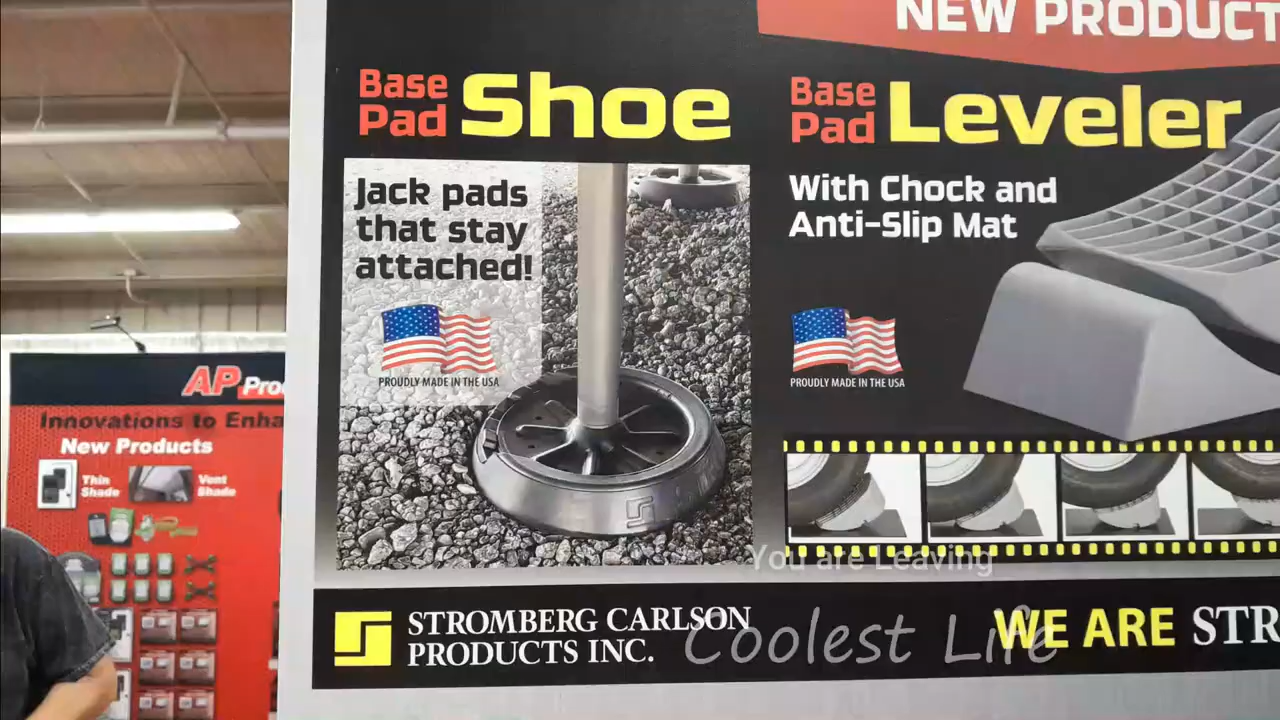 NEW PRODUCT
Base
Pad
Shoe
Jack pads
that stay
attached!
PROUDLY MADE IN THE USA
Base
Pad
Leveler
With Chock and
Anti-Slip Mat
PROUDLY MADE IN THE USA
AP Pro
Innovations to Enha
New Products
Thin
Shade
Vent
Shade
You are Leaving
Coolest Life
STROMBERG CARLSON
PRODUCTS INC.
WE ARE STR